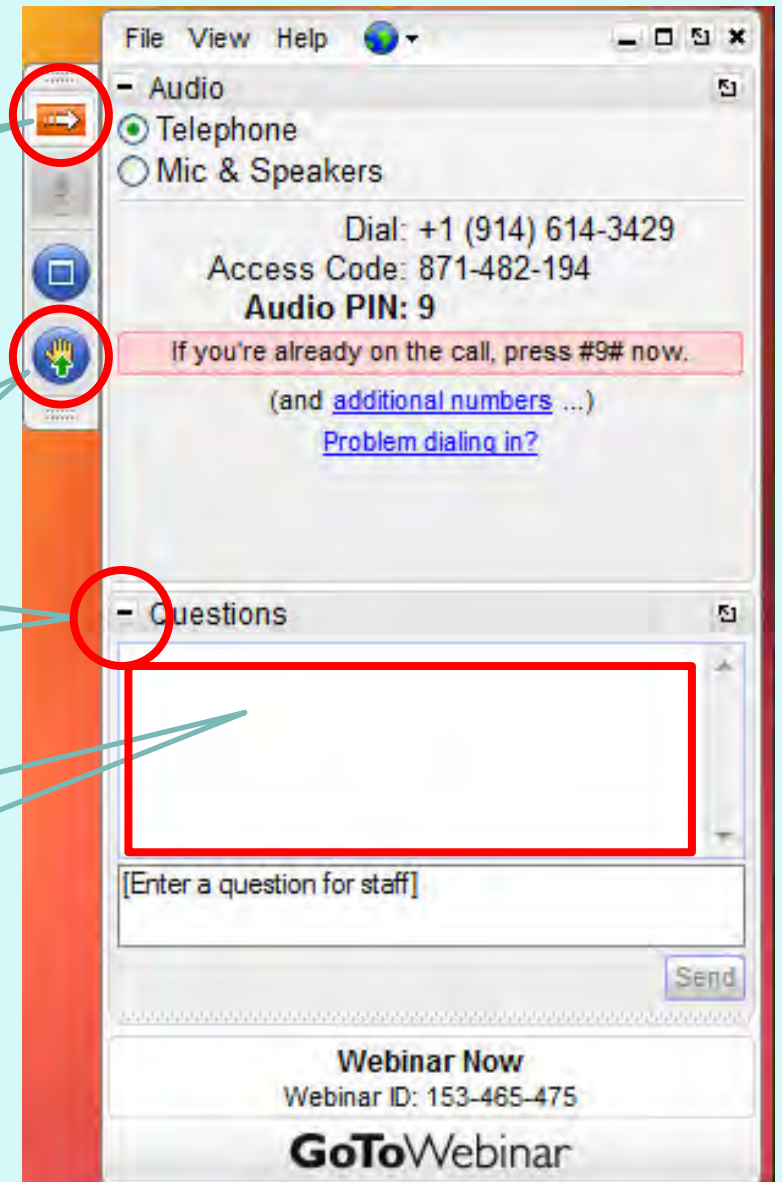 File View Help
- Audio
Telephone
Mic & Speakers
Dial: +1 (914) 614-3429
Access Code: 871-482-194
Audio PIN: 9
If you're already on the call, press #9# now.
(and additional numbers ...)
Problem dialing in?
- Questions
[Enter a question for staff]
Send
Webinar Now
Webinar ID: 153-465-475
GoToWebinar